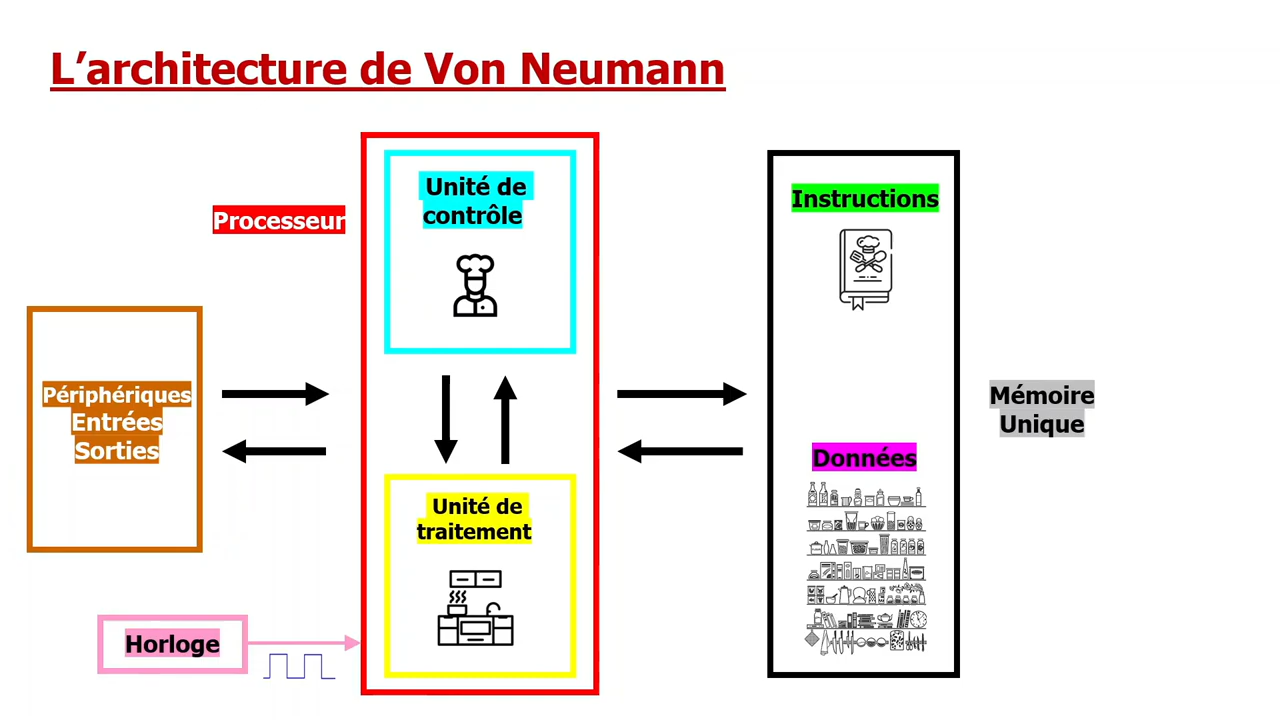 L’architecture de Von Neumann
Processeur
Unité de
contrôle
Instructions
Périphériques
Entrées
Sorties
Mémoire
Unique
Données
Unité de
traitement
Horloge